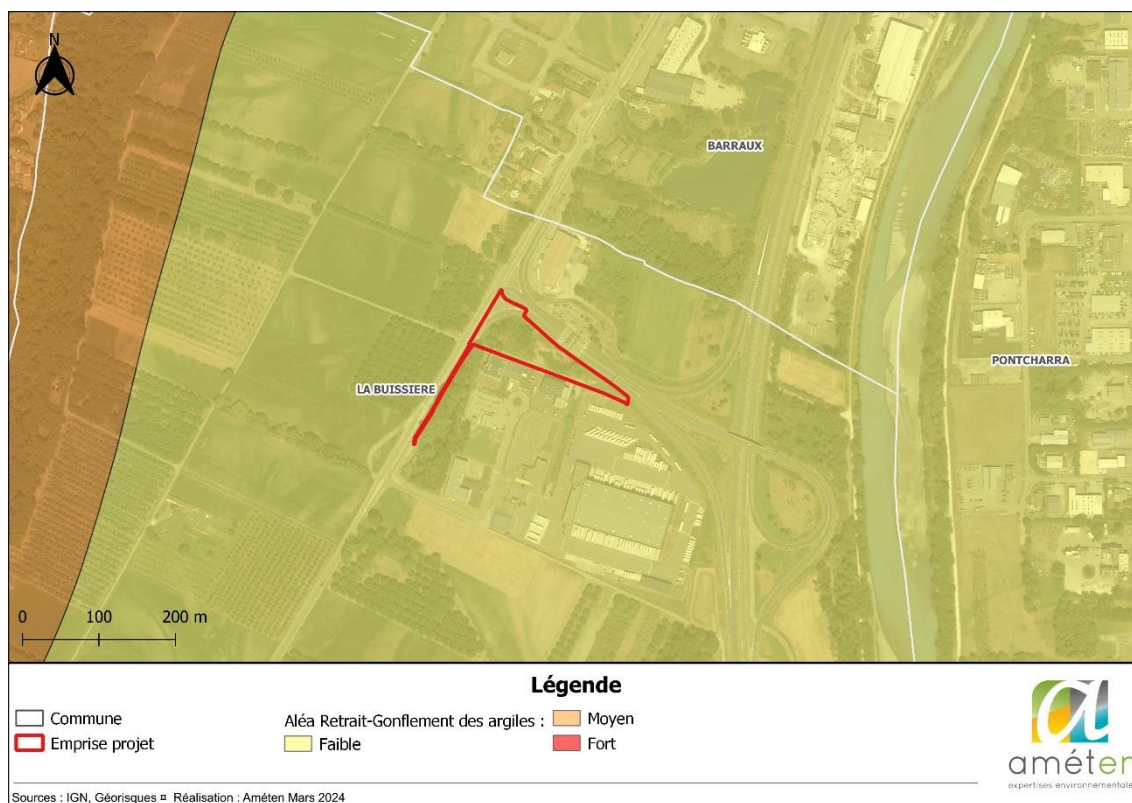 N
BARRAUX
PONTCHARRA
LA BUISSIERE
0 100 200 m
Légende
Commune
Emprise projet
Aléa Retrait-Gonflement des argiles :
Faible
Moyen
Fort
améten
expertises environnementales
Sources : IGN, Géorisques ¤ Réalisation : Améten Mars 2024